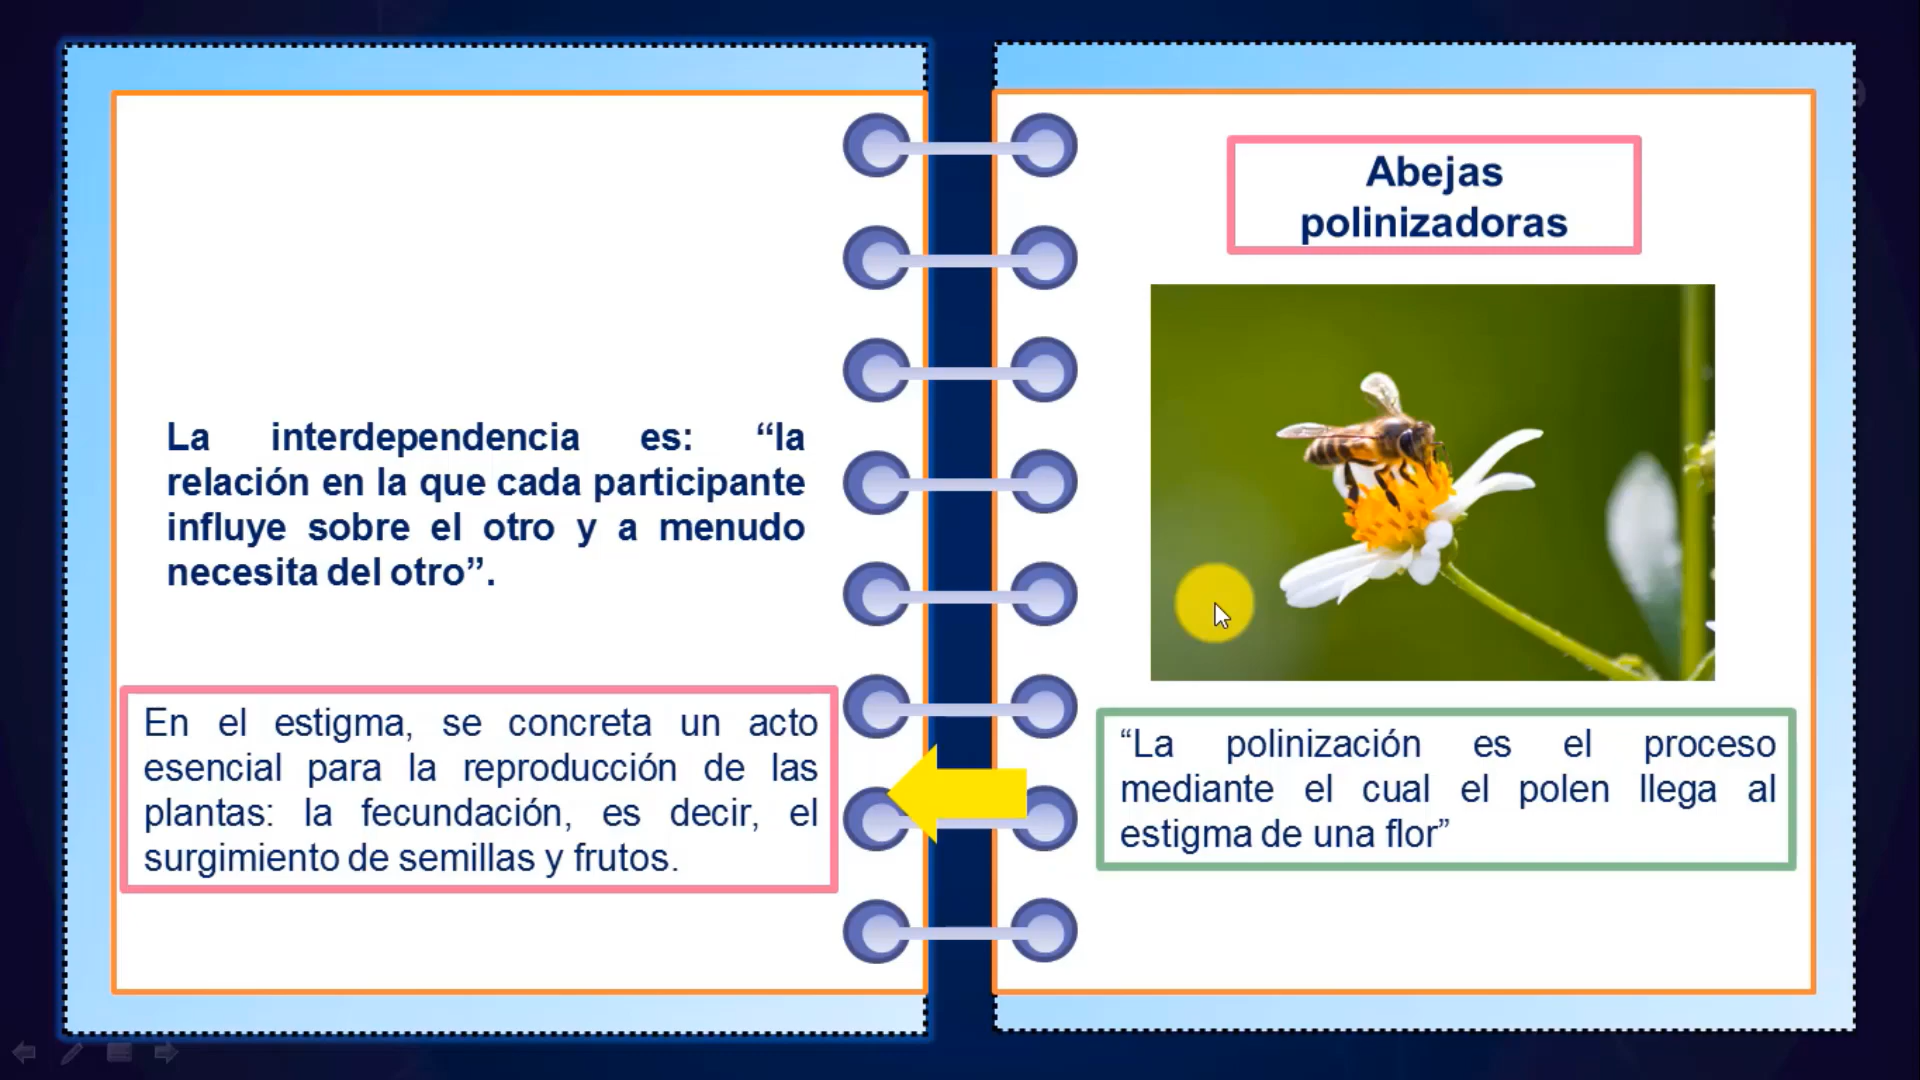 La interdependencia es: “la
relación en la que cada participante
influye sobre el otro y a menudo
necesita del otro”.
En el estigma, se concreta un acto
esencial para la reproducción de las
plantas: la fecundación, es decir, el
surgimiento de semillas y frutos.
Abejas
polinizadoras
“La polinización es el proceso
mediante el cual el polen llega al
estigma de una flor”